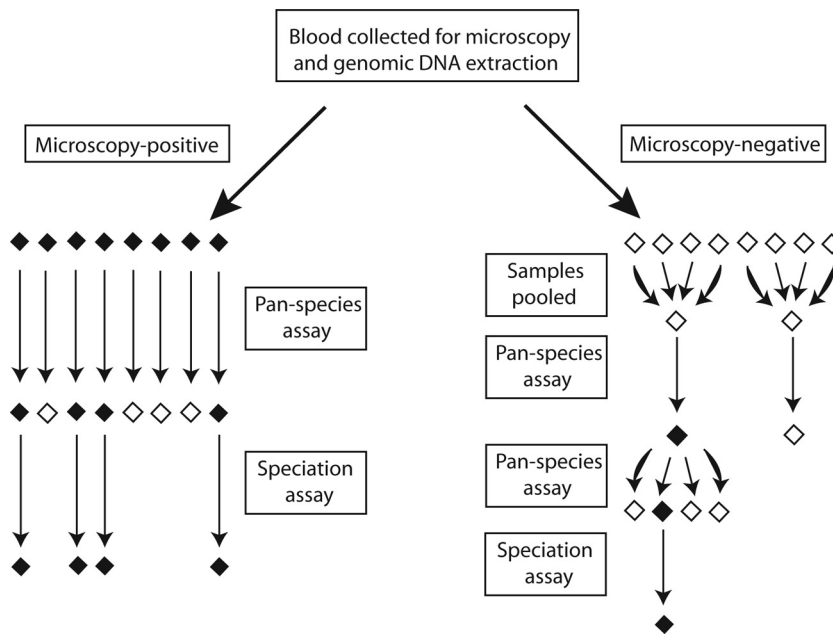 Blood collected for microscopy
and genomic DNA extraction
Microscopy-positive
Microscopy-negative
Pan-species
assay
Speciation
assay
Samples
pooled
Pan-species
assay
Pan-species
assay
Speciation
assay